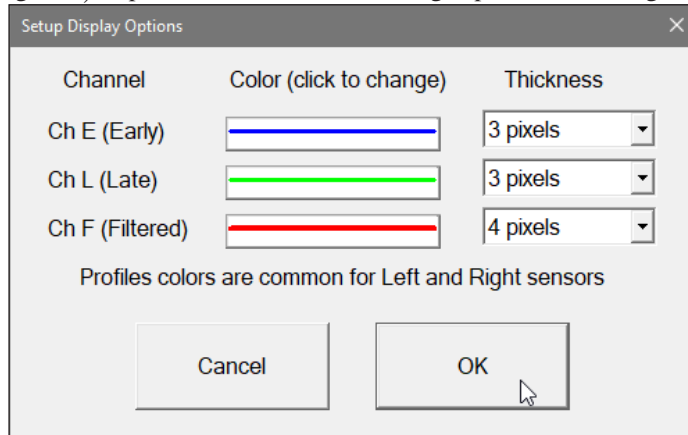 Setup Display Options
Channel Color (click to change) Thickness
Ch E (Early) 3 pixels
Ch L (Late) 3 pixels
Ch F (Filtered) 4 pixels
Profiles colors are common for Left and Right sensors
Cancel OK